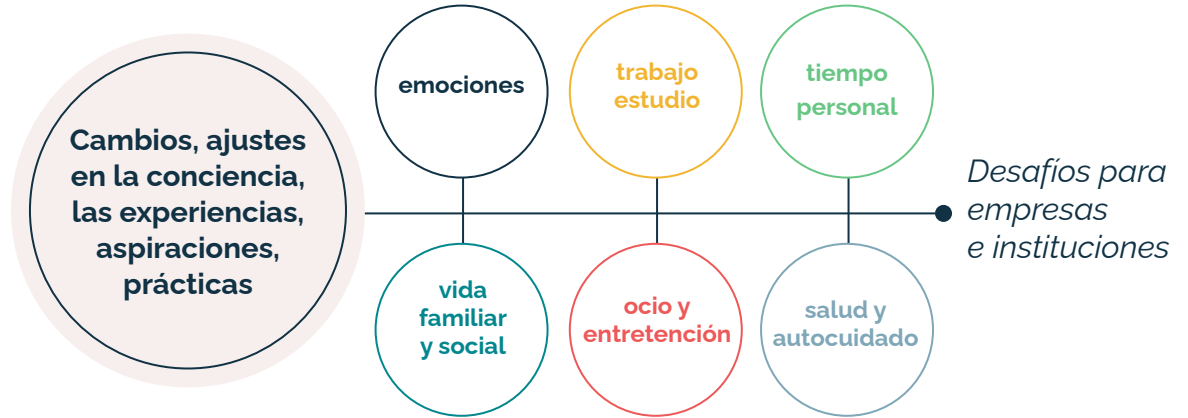 Cambios, ajustes
en la conciencia,
las experiencias,
aspiraciones,
prácticas
emociones
trabajo
estudio
tiempo
personal
vida
familiar
y social
ocio y
entretención
salud y
autocuidado
Desafíos para
empresas
e instituciones